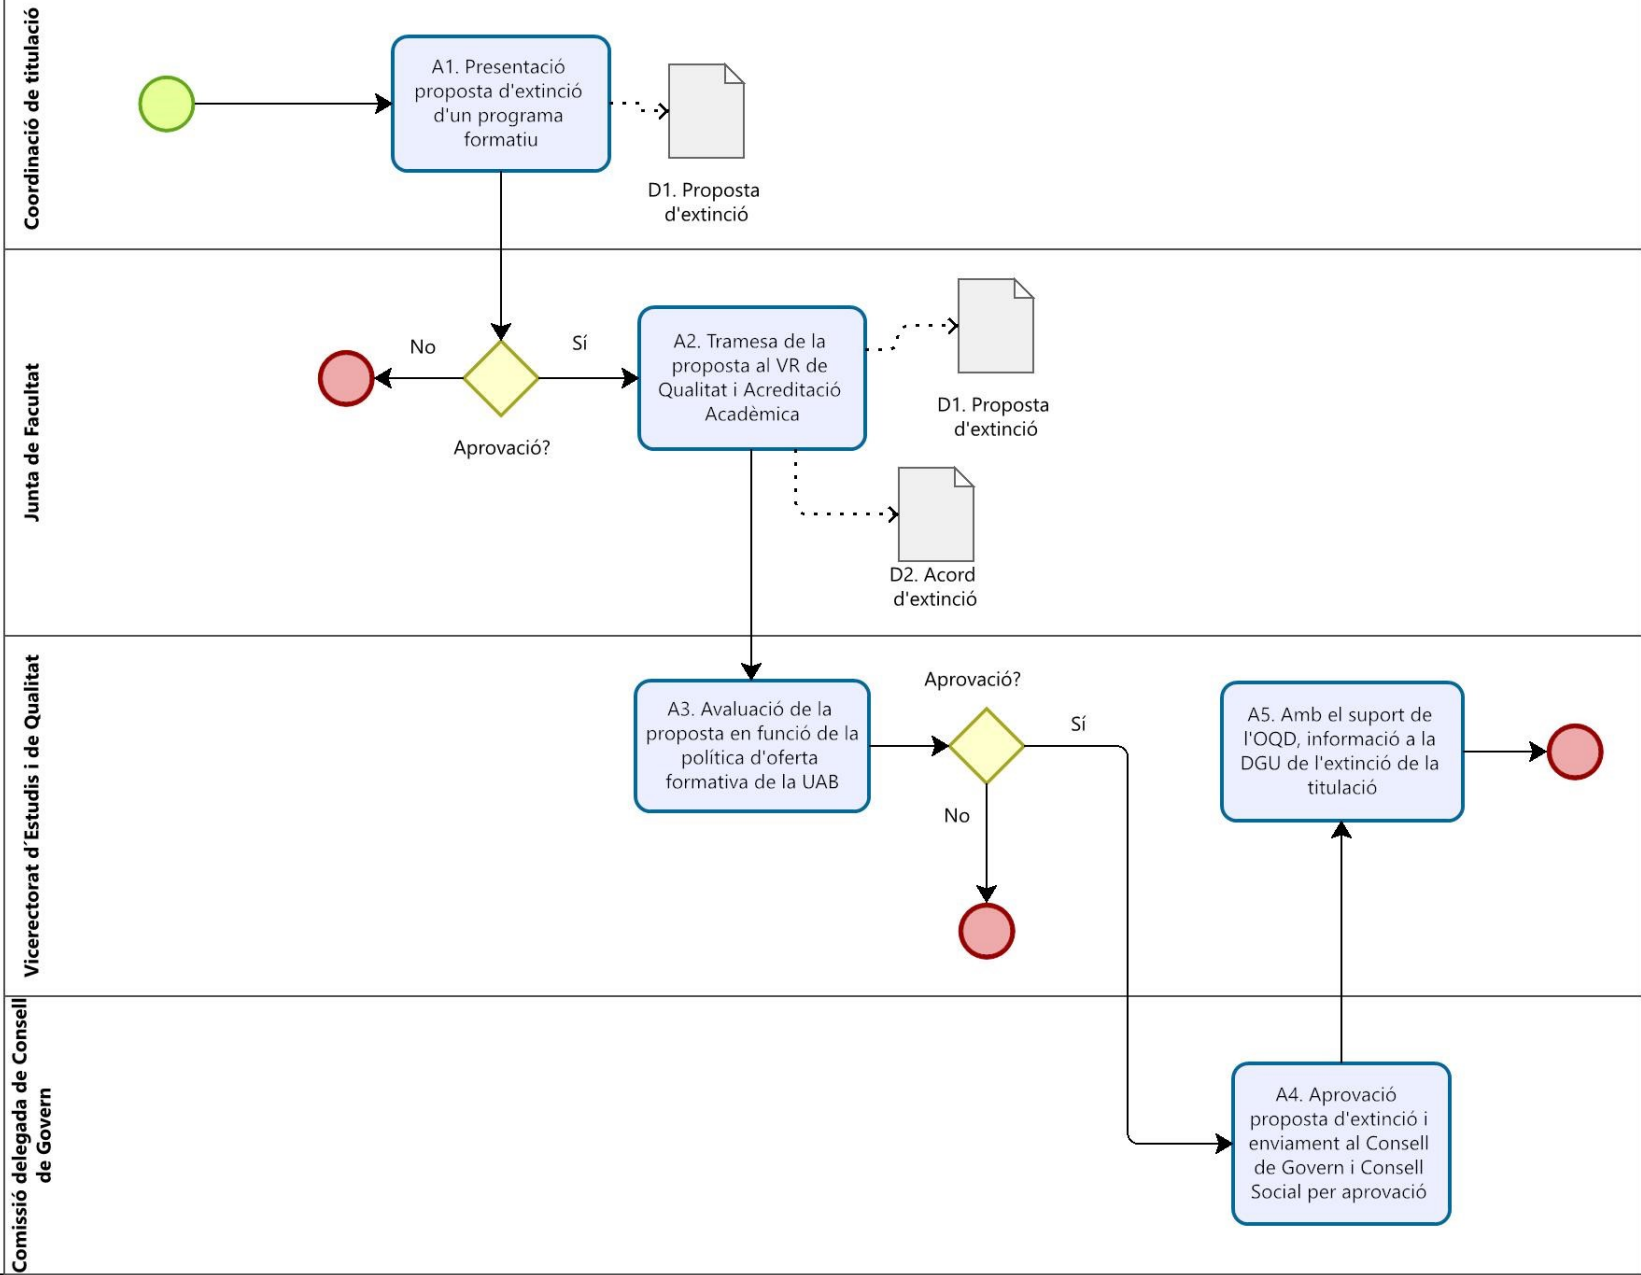 Coordinació de titulació
A1. Presentació
proposta d'extinció
d'un programa
formatiu
D1. Proposta
d'extinció
Junta de Facultat
No
Sí
Aprovació?
A2. Tramesa de la
proposta al VR de
Qualitat i Acreditació
Acadèmica
D1. Proposta
d'extinció
D2. Acord
d'extinció
Vicerectorat d´Estudis i de Qualitat
A3. Avaluació de la
proposta en funció de la
política d'oferta
formativa de la UAB
Aprovació?
Sí
No
A5. Amb el suport de
l'OQD, informació a la
DGU de l'extinció de la
titulació
Comissió delegada de Consell
de Govern
A4. Aprovació
proposta d'extinció i
enviament al Consell
de Govern i Consell
Social per aprovació